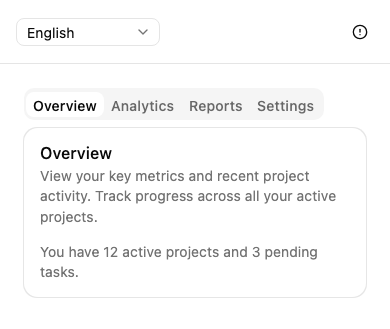 English
Overview Analytics Reports Settings
Overview
View your key metrics and recent project
activity. Track progress across all your active
projects.
You have 12 active projects and 3 pending
tasks.